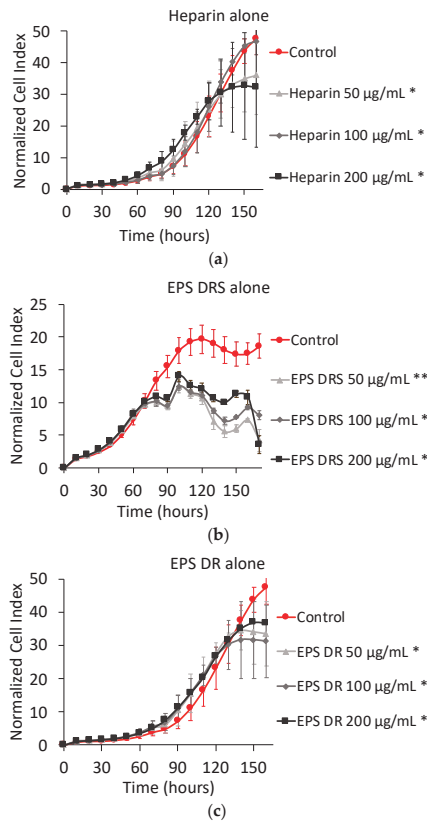 Heparin alone
Normalized Cell Index
50
40
30
20
10
0
0 30 60 90 120 150
Time (hours)
Control
Heparin 50 µg/mL *
Heparin 100 µg/mL *
Heparin 200 µg/mL *
(a)
EPS DRS alone
Normalized Cell Index
25
20
15
10
5
0
0 30 60 90 120 150
Time (hours)
Control
EPS DRS 50 µg/mL **
EPS DRS 100 µg/mL *
EPS DRS 200 µg/mL *
(b)
EPS DR alone
Normalized Cell Index
50
40
30
20
10
0
0 30 60 90 120 150
Time (hours)
Control
EPS DR 50 µg/mL *
EPS DR 100 µg/mL *
EPS DR 200 µg/mL *
(c)